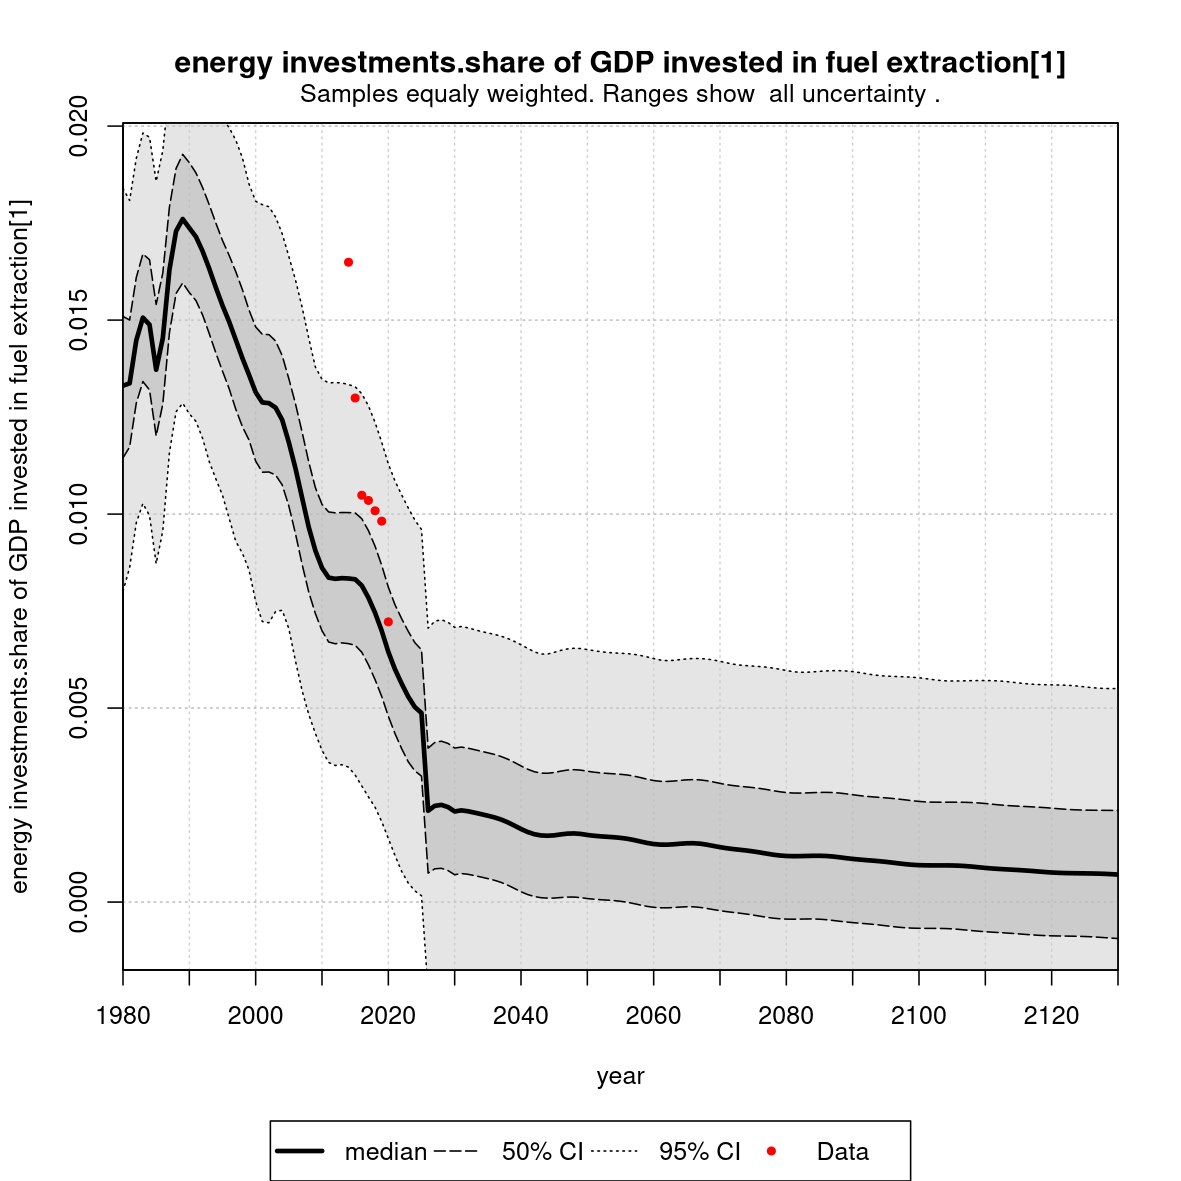 energy investments.share of GDP invested in fuel extraction[1]
Samples equaly weighted. Ranges show  all uncertainty .
energy investments.share of GDP invested in fuel extraction[1]
0.020
0.015
0.010
0.005
0.000
1980 2000 2020 2040 2060 2080 2100 2120
year
median 50% CI 95% CI Data